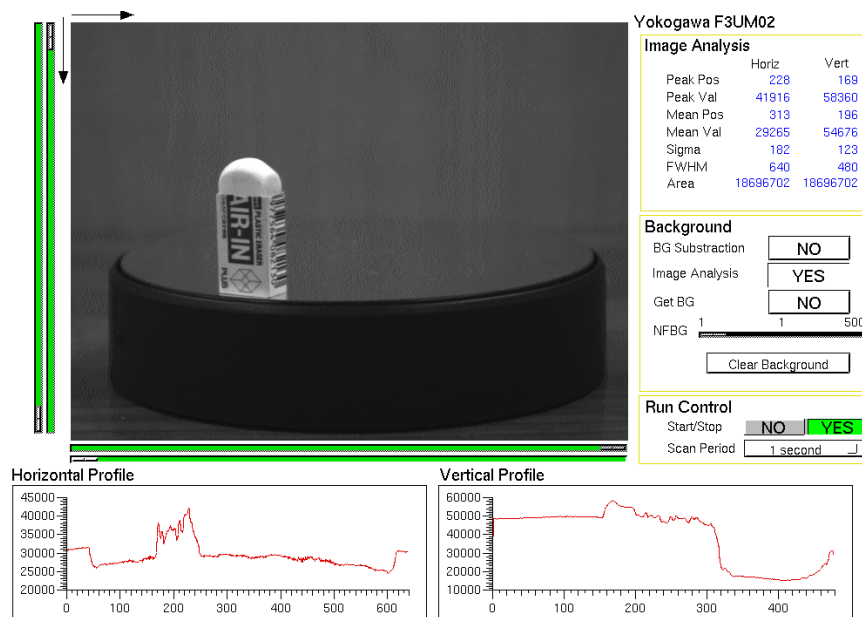 Yokogawa F3UM02
Image Analysis
Horiz Vert
Peak Pos 228 169
Peak Val 41916 58360
Mean Pos 313 196
Mean Val 29265 54676
Sigma 182 123
FWHM 640 480
Area 18696702 18696702
Background
BG Substraction NO
Image Analysis YES
Get BG NO
1 1 500
NFBG
Clear Background
Run Control
Start/Stop NO YES
Scan Period 1 second
AIR-IN
PLASTIC ERASER
PLUS
Horizontal Profile
45000
40000
35000
30000
25000
20000
0 100 200 300 400 500 600
Vertical Profile
60000
50000
40000
30000
20000
10000
0 100 200 300 400